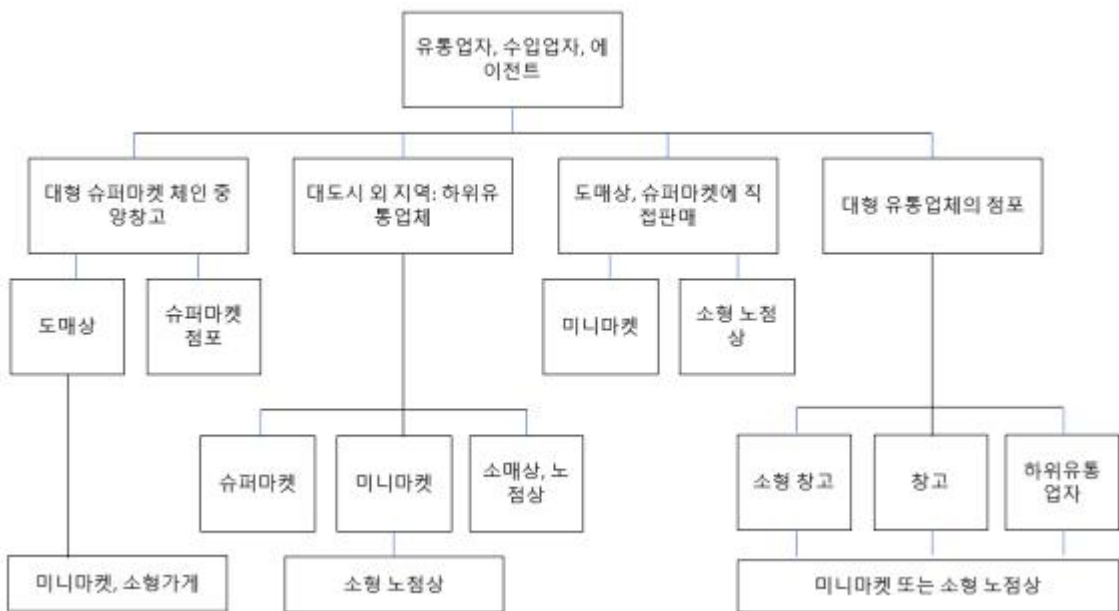 유통업자, 수입업자, 에
이전트
대형 슈퍼마켓 체인 중
앙창고
대도시 외 지역: 하위유
통업체
도매상, 슈퍼마켓에 직
접판매
대형 유통업체의 점포
도매상
슈퍼마켓
점포
미니마켓
소형 노점
상
슈퍼마켓
미니마켓
소매상, 노
점상
소형 창고
창고
하위유통
업자
미니마켓, 소형가게
소형 노점상
미니마켓 또는 소형 노점상